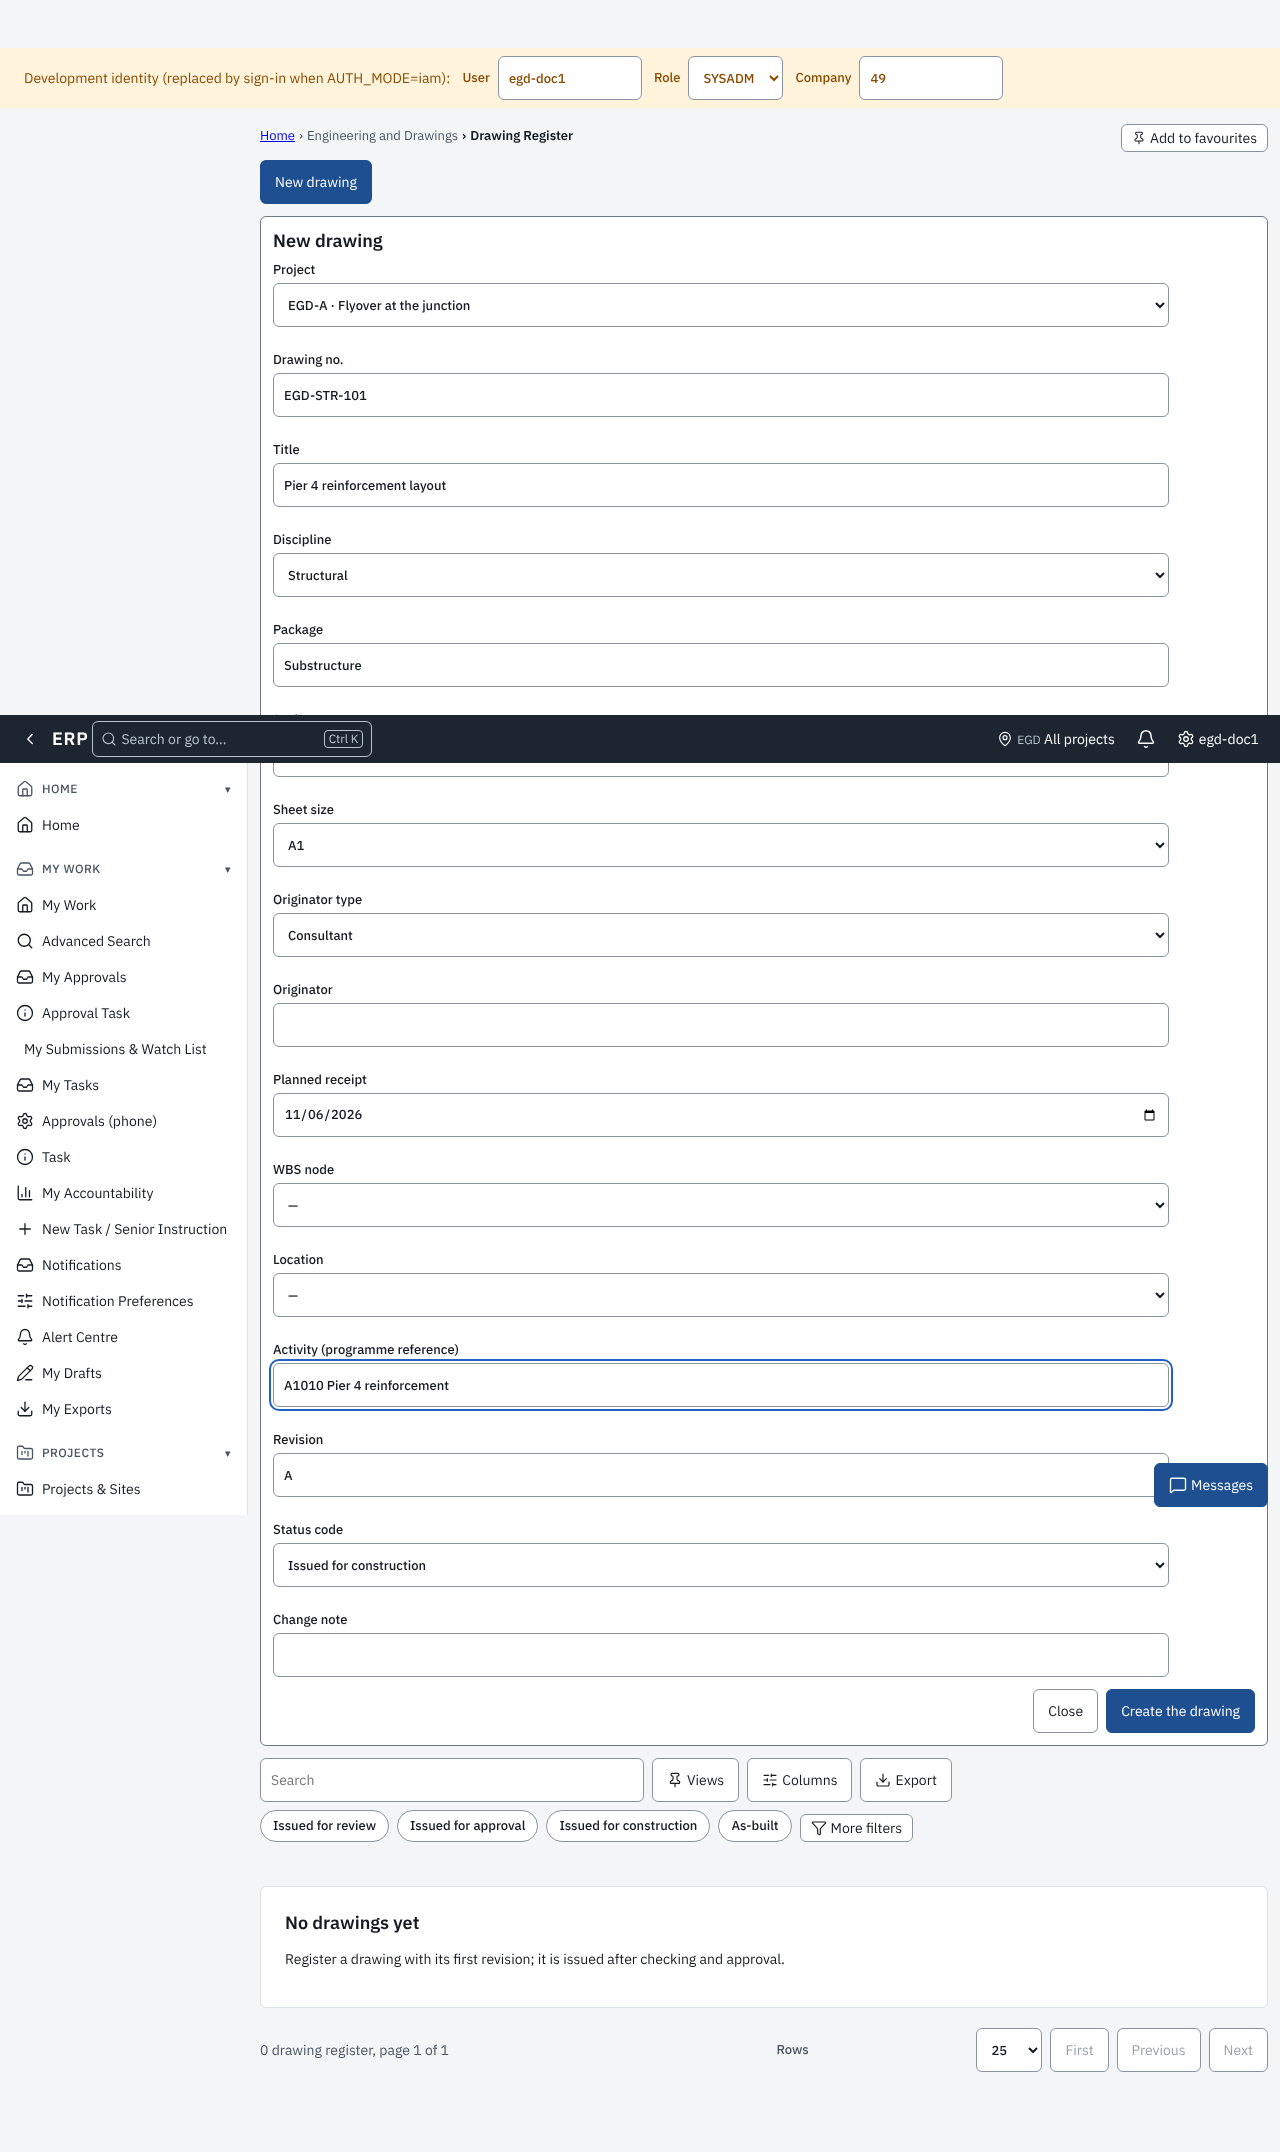 Development identity (replaced by sign-in when AUTH_MODE=iam): User egd-doc1 Role SYSADM Company 49
Home › Engineering and Drawings › Drawing Register
Add to favourites
New drawing
New drawing
Project
EGD-A · Flyover at the junction
Drawing no.
EGD-STR-101
Title
Pier 4 reinforcement layout
Discipline
Structural
Package
Substructure
ERP Search or go to... Ctrl K EGD All projects egd-doc1
HOME
Home
MY WORK
My Work
Advanced Search
My Approvals
Approval Task
My Submissions & Watch List
My Tasks
Approvals (phone)
Task
My Accountability
New Task / Senior Instruction
Notifications
Notification Preferences
Alert Centre
My Drafts
My Exports
PROJECTS
Projects & Sites
Sheet size
A1
Originator type
Consultant
Originator
Planned receipt
11/06/2026
WBS node
—
Location
—
Activity (programme reference)
A1010 Pier 4 reinforcement
Revision
A
Messages
Status code
Issued for construction
Change note
Close Create the drawing
Search Views Columns Export
Issued for review Issued for approval Issued for construction As-built More filters
No drawings yet
Register a drawing with its first revision; it is issued after checking and approval.
0 drawing register, page 1 of 1 Rows 25 First Previous Next